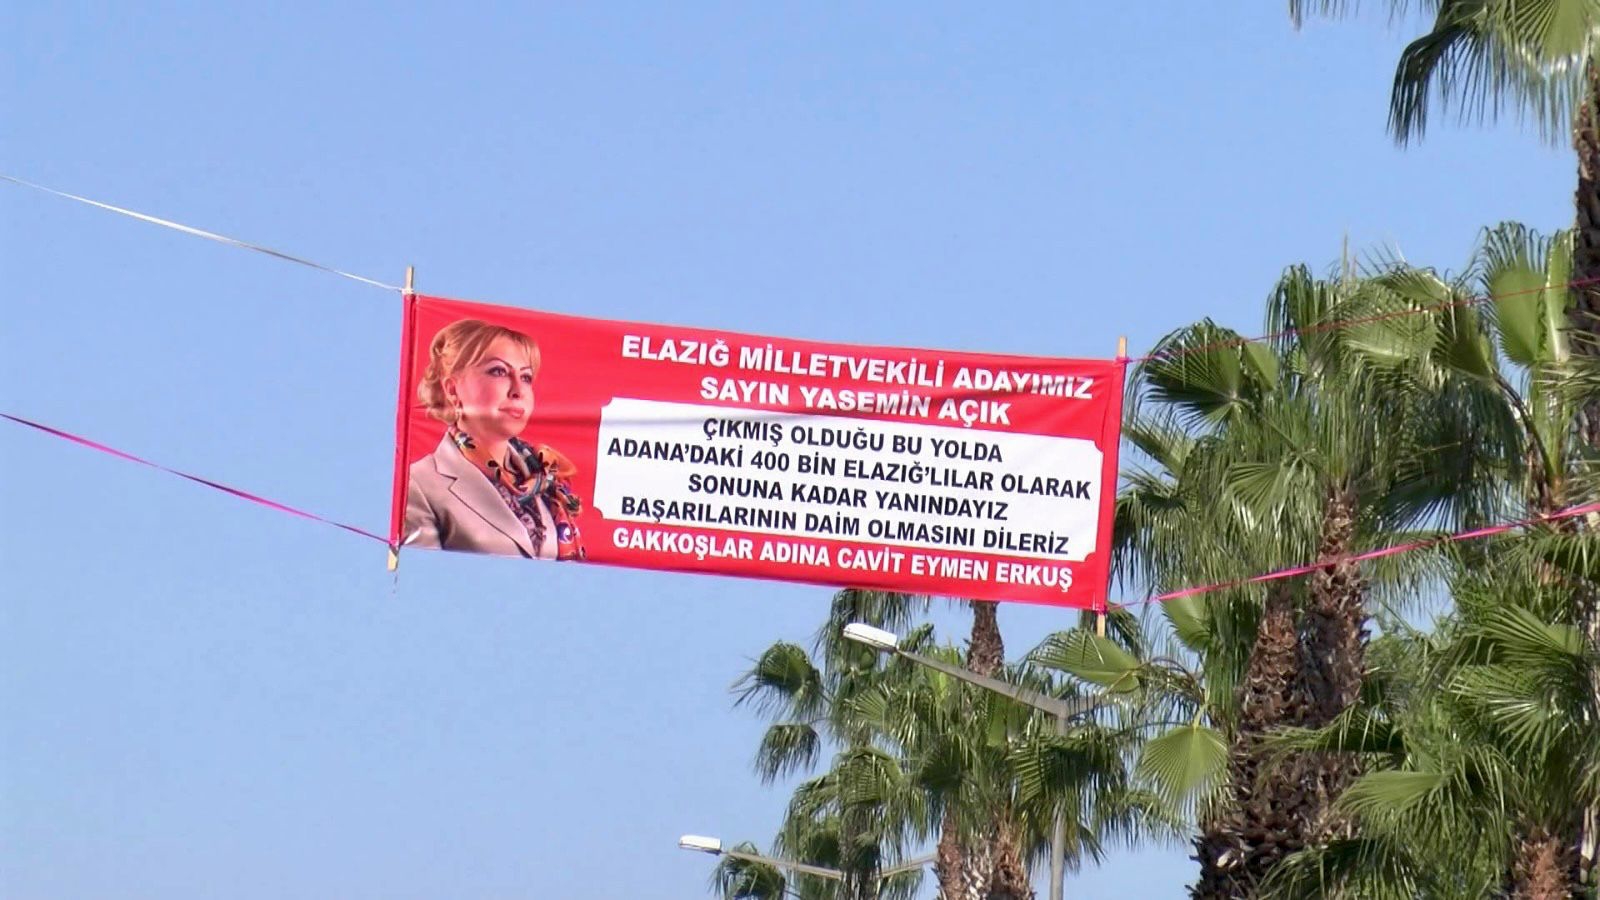 ELAZIĞ MİLLETVEKİLİ ADAYIMIZ
SAYIN YASEMİN AÇIK
ÇIKMIŞ OLDUĞU BU YOLDA
ADANA'DAKİ 400 BİN ELAZIĞ'LILAR OLARAK
SONUNA KADAR YANINDAYIZ
BAŞARILARININ DAİM OLMASINI DİLERİZ
GAKKOŞLAR ADINA CAVİT EYMEN ERKUŞ